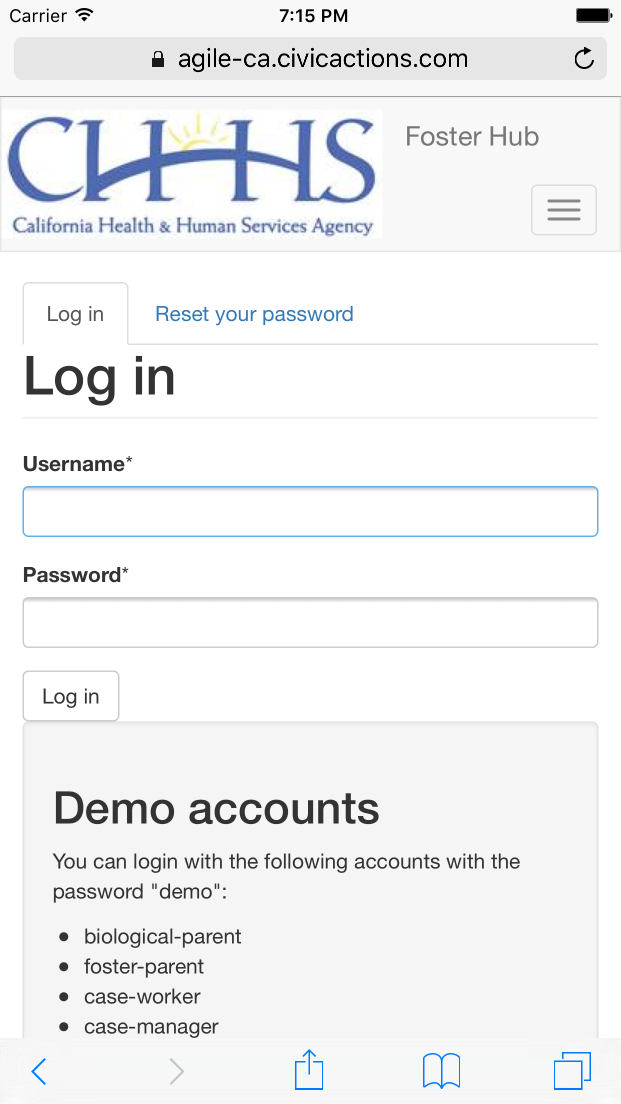 Carrier 7:15 PM
agile-ca.civicactions.com
CHHS
California Health & Human Services Agency
Foster Hub
Log in Reset your password
Log in
Username*
Password*
Log in
Demo accounts
You can login with the following accounts with the
password "demo":
biological-parent
foster-parent
case-worker
case-manager